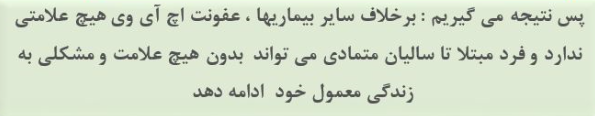 پس نتیجه می گیریم : برخلاف سایر بیماریها ، عفونت اچ آی وی هیچ علامتی
ندارد و فرد مبتلا تا سالیان متمادی می تواند بدون هیچ علامت و مشکلی به
زندگی معمول خود ادامه دهد